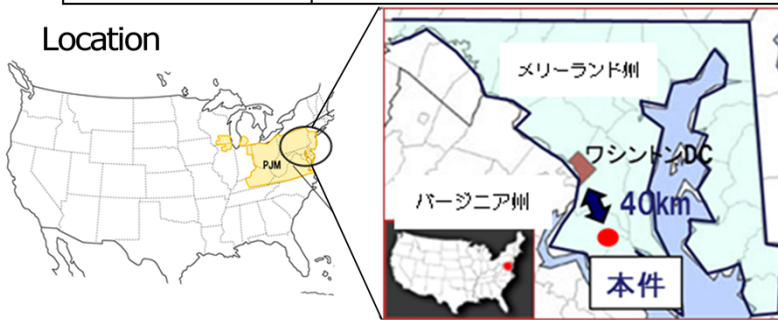 Location
PJM
メリーランド州
ワシントンDC
バージニア州
40km
本件